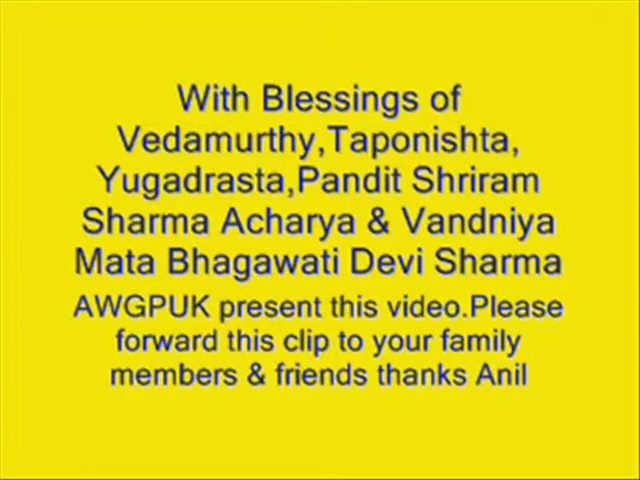 With Blessings of
Vedamurthy,Taponishta,
Yugadrasta,Pandit Shriram
Sharma Acharya & Vandniya
Mata Bhagawati Devi Sharma
AWGPUK present this video.Please
forward this clip to your family
members & friends thanks Anil